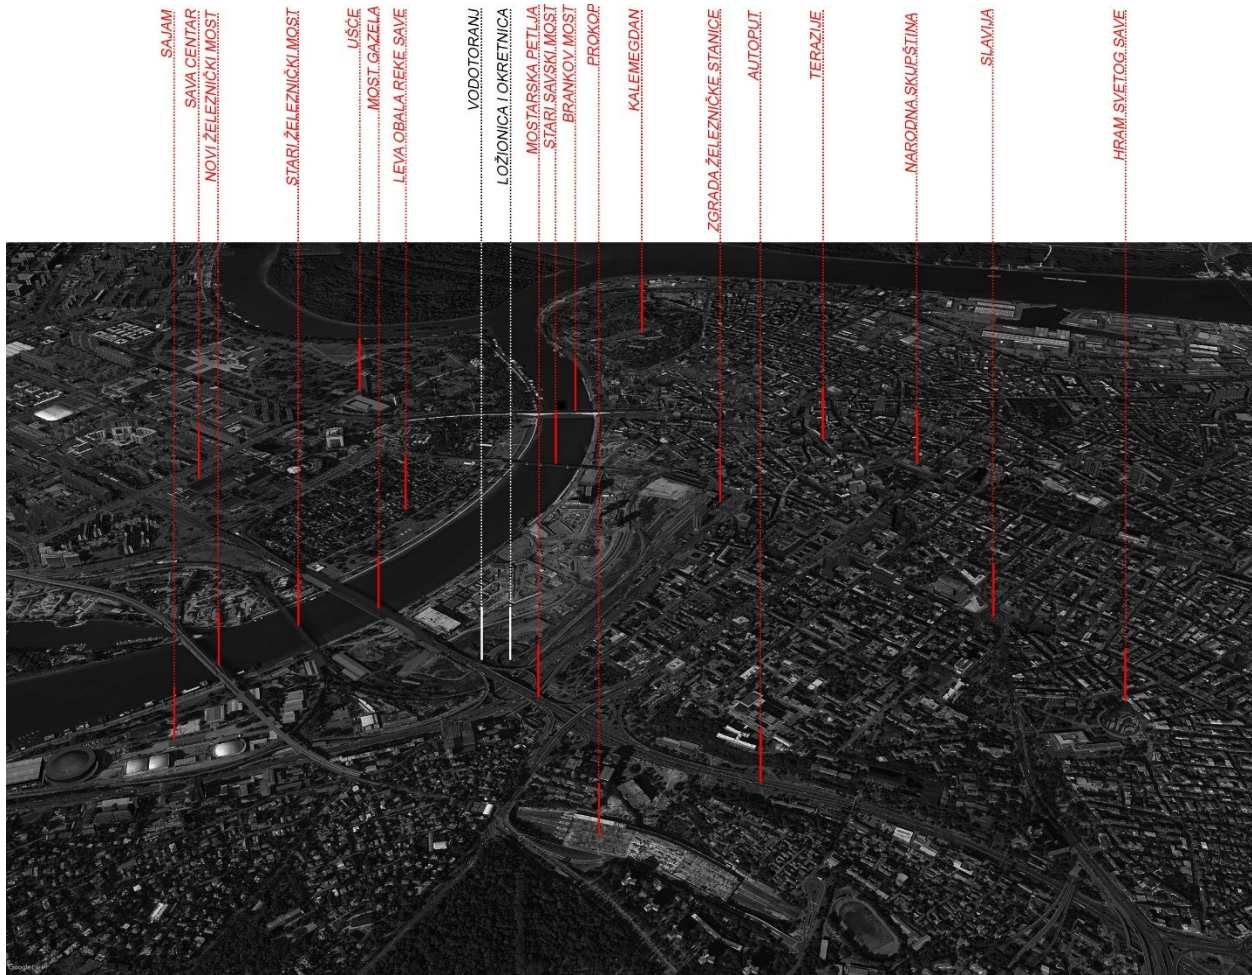 SAJAM
SAVA CENTAR
NOVI ŽELEZNIČKI MOST
STARI ŽELEZNIČKI MOST
UŠĆE
MOST GAZELA
LEVA OBALA REKE SAVE
VODOTORANJ
LOŽIONICA I OKRETNICA
MOSTARSKA PETLJA
STARI SAVSKI MOST
BRANKOV MOST
PROKOP
KALEMEGDAN
ZGRADA ŽELEZNIČKE STANICE
AUTOPUT
TERAZIJE
NARODNA SKUPŠTINA
SLAVIJA
HRAM SVETOG SAVE
Google Earth